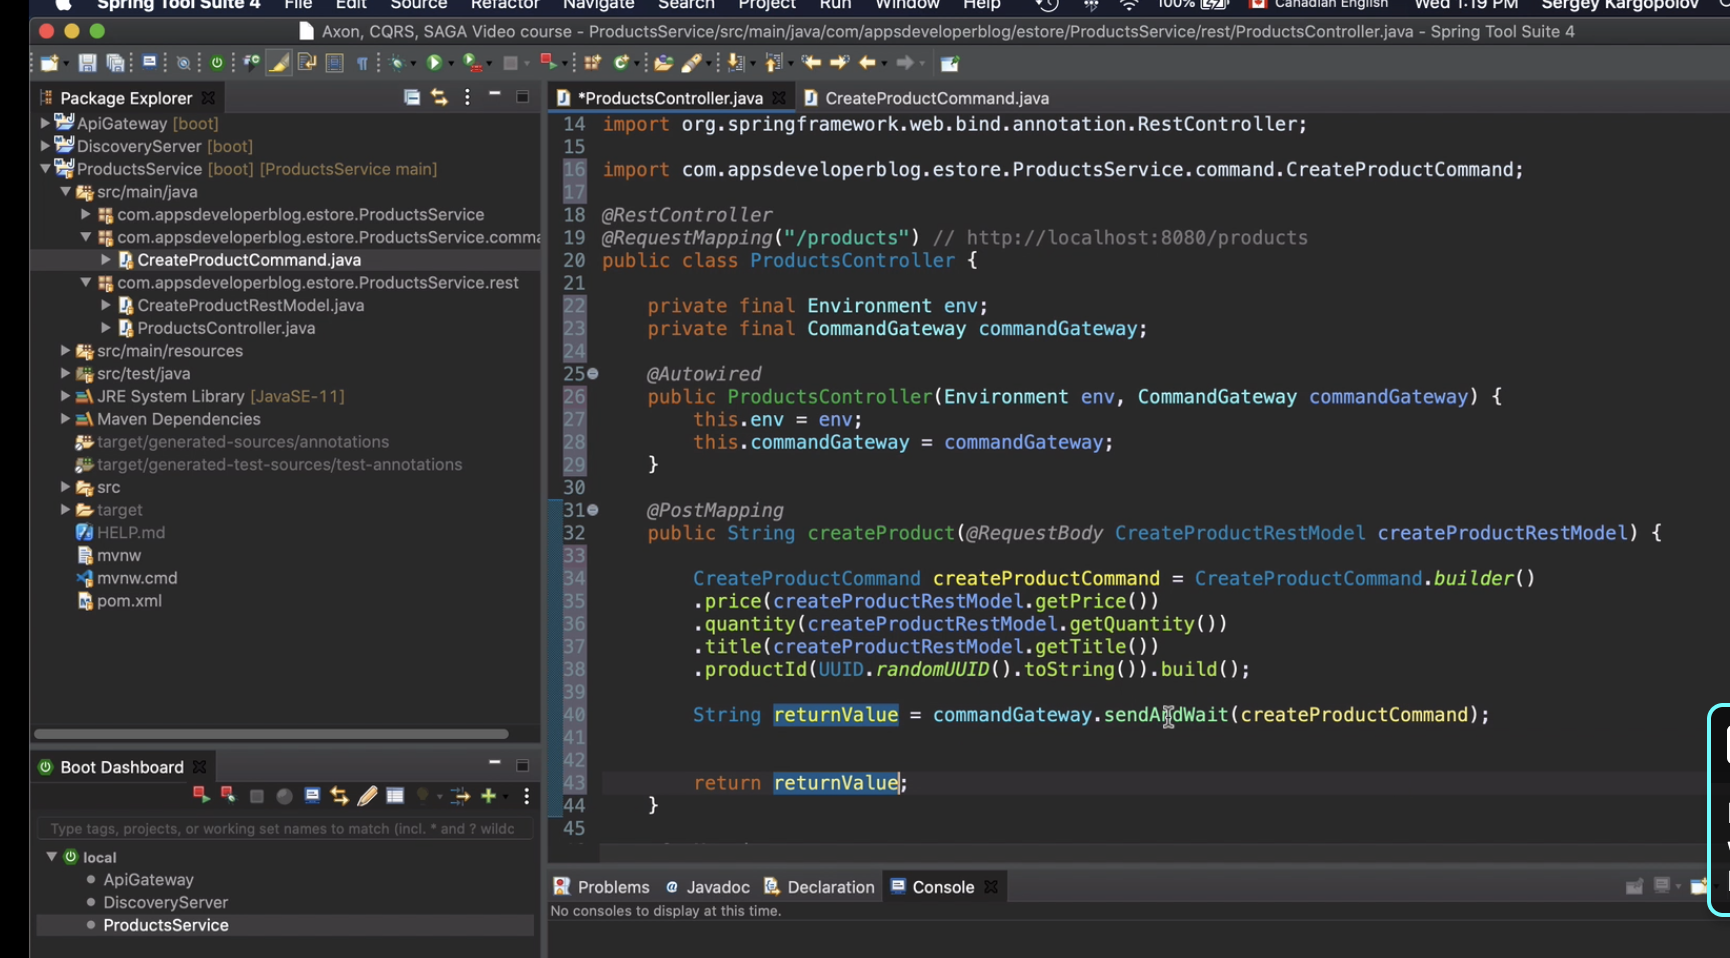 Spring Tool Suite 4 File Edit Source Refactor Navigate Search Project Run Window Help 100% Canadian English Wed 1:19 PM Sergey Kargopolov
Axon, CQRS, SAGA Video course - ProductsService/src/main/java/com/appsdeveloperblog/estore/ProductsService/rest/ProductsController.java - Spring Tool Suite 4
Package Explorer
ApiGateway [boot]
DiscoveryServer [boot]
ProductsService [boot] [ProductsService main]
src/main/java
com.appsdeveloperblog.estore.ProductsService
com.appsdeveloperblog.estore.ProductsService.comma
CreateProductCommand.java
com.appsdeveloperblog.estore.ProductsService.rest
CreateProductRestModel.java
ProductsController.java
src/main/resources
src/test/java
JRE System Library [JavaSE-11]
Maven Dependencies
target/generated-sources/annotations
target/generated-test-sources/test-annotations
src
target
HELP.md
mvnw
mvnw.cmd
pom.xml
Boot Dashboard
Type tags, projects, or working set names to match (incl. * and ? wildc
local
ApiGateway
DiscoveryServer
ProductsService
*ProductsController.java CreateProductCommand.java
14 import org.springframework.web.bind.annotation.RestController;
15
16 import com.appsdeveloperblog.estore.ProductsService.command.CreateProductCommand;
17
18 @RestController
19 @RequestMapping("/products") // http://localhost:8080/products
20 public class ProductsController {
21
22 private final Environment env;
23 private final CommandGateway commandGateway;
24
25 @Autowired
26 public ProductsController(Environment env, CommandGateway commandGateway) {
27 this.env = env;
28 this.commandGateway = commandGateway;
29 }
30
31 @PostMapping
32 public String createProduct(@RequestBody CreateProductRestModel createProductRestModel) {
33
34 CreateProductCommand createProductCommand = CreateProductCommand.builder()
35 .price(createProductRestModel.getPrice())
36 .quantity(createProductRestModel.getQuantity())
37 .title(createProductRestModel.getTitle())
38 .productId(UUID.randomUUID().toString()).build();
39
40 String returnValue = commandGateway.sendAndWait(createProductCommand);
41
42
43 return returnValue;
44 }
45
Problems Javadoc Declaration Console
No consoles to display at this time.